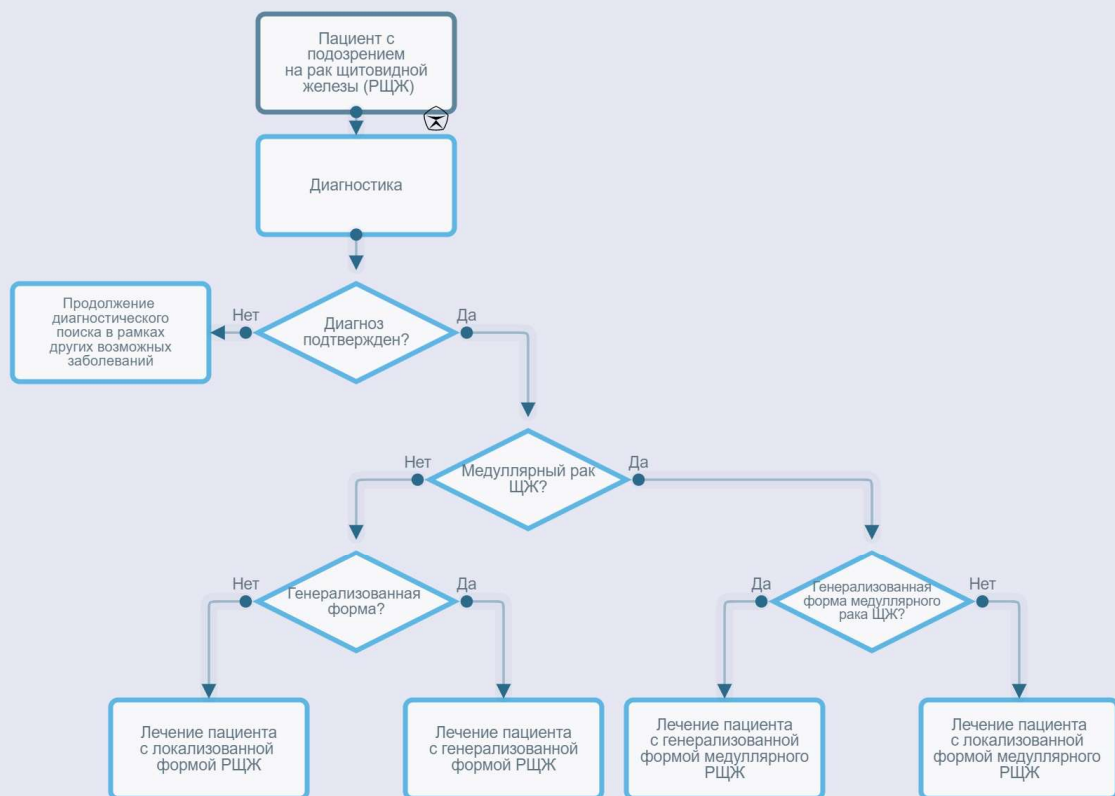 Пациент с
подозрением
на рак щитовидной
железы (РЩЖ)
Диагностика
Продолжение
диагностического
поиска в рамках
других возможных
заболеваний
Нет
Диагноз
подтвержден?
Да
Нет
Медуллярный рак
ЩЖ?
Да
Нет
Генерализованная
форма?
Да
Да
Генерализованная
форма медуллярного
рака ЩЖ?
Нет
Лечение пациента
с локализованной
формой РЩЖ
Лечение пациента
с генерализованной
формой РЩЖ
Лечение пациента
с генерализованной
формой медуллярного
РЩЖ
Лечение пациента
с локализованной
формой медуллярного
РЩЖ